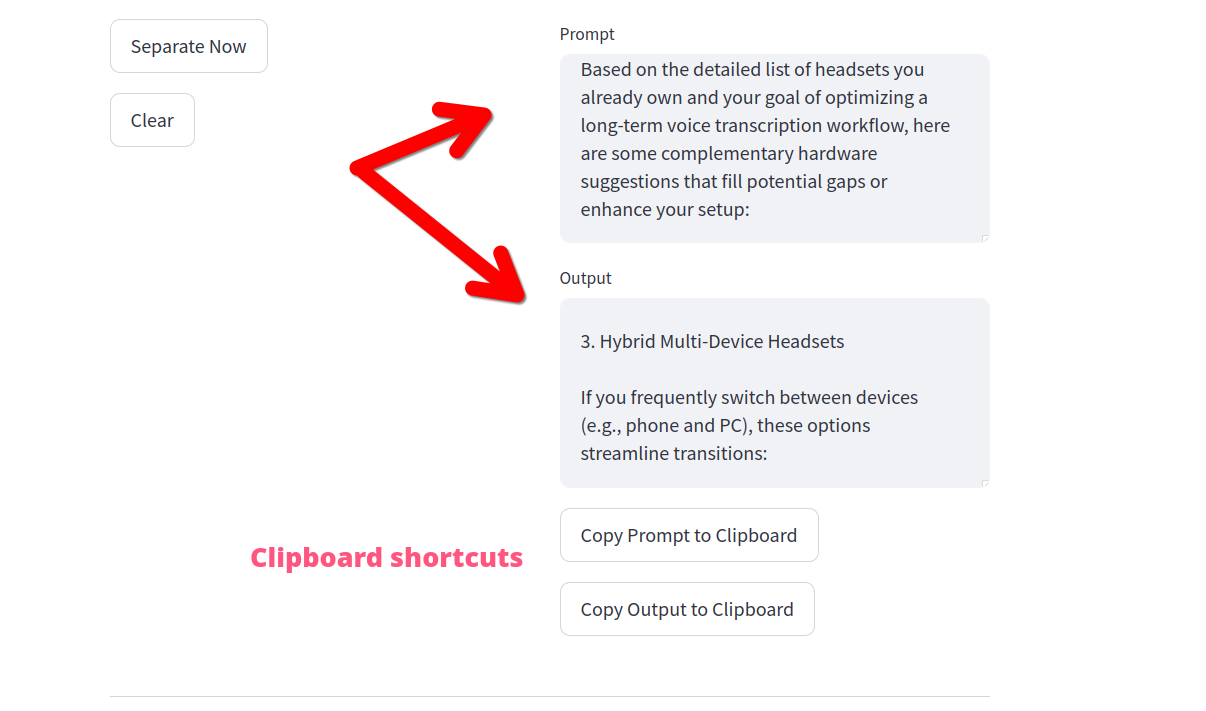 Separate Now
Clear
Prompt
Based on the detailed list of headsets you
already own and your goal of optimizing a
long-term voice transcription workflow, here
are some complementary hardware
suggestions that fill potential gaps or
enhance your setup:
Output
3. Hybrid Multi-Device Headsets
If you frequently switch between devices
(e.g., phone and PC), these options
streamline transitions:
Clipboard shortcuts
Copy Prompt to Clipboard
Copy Output to Clipboard